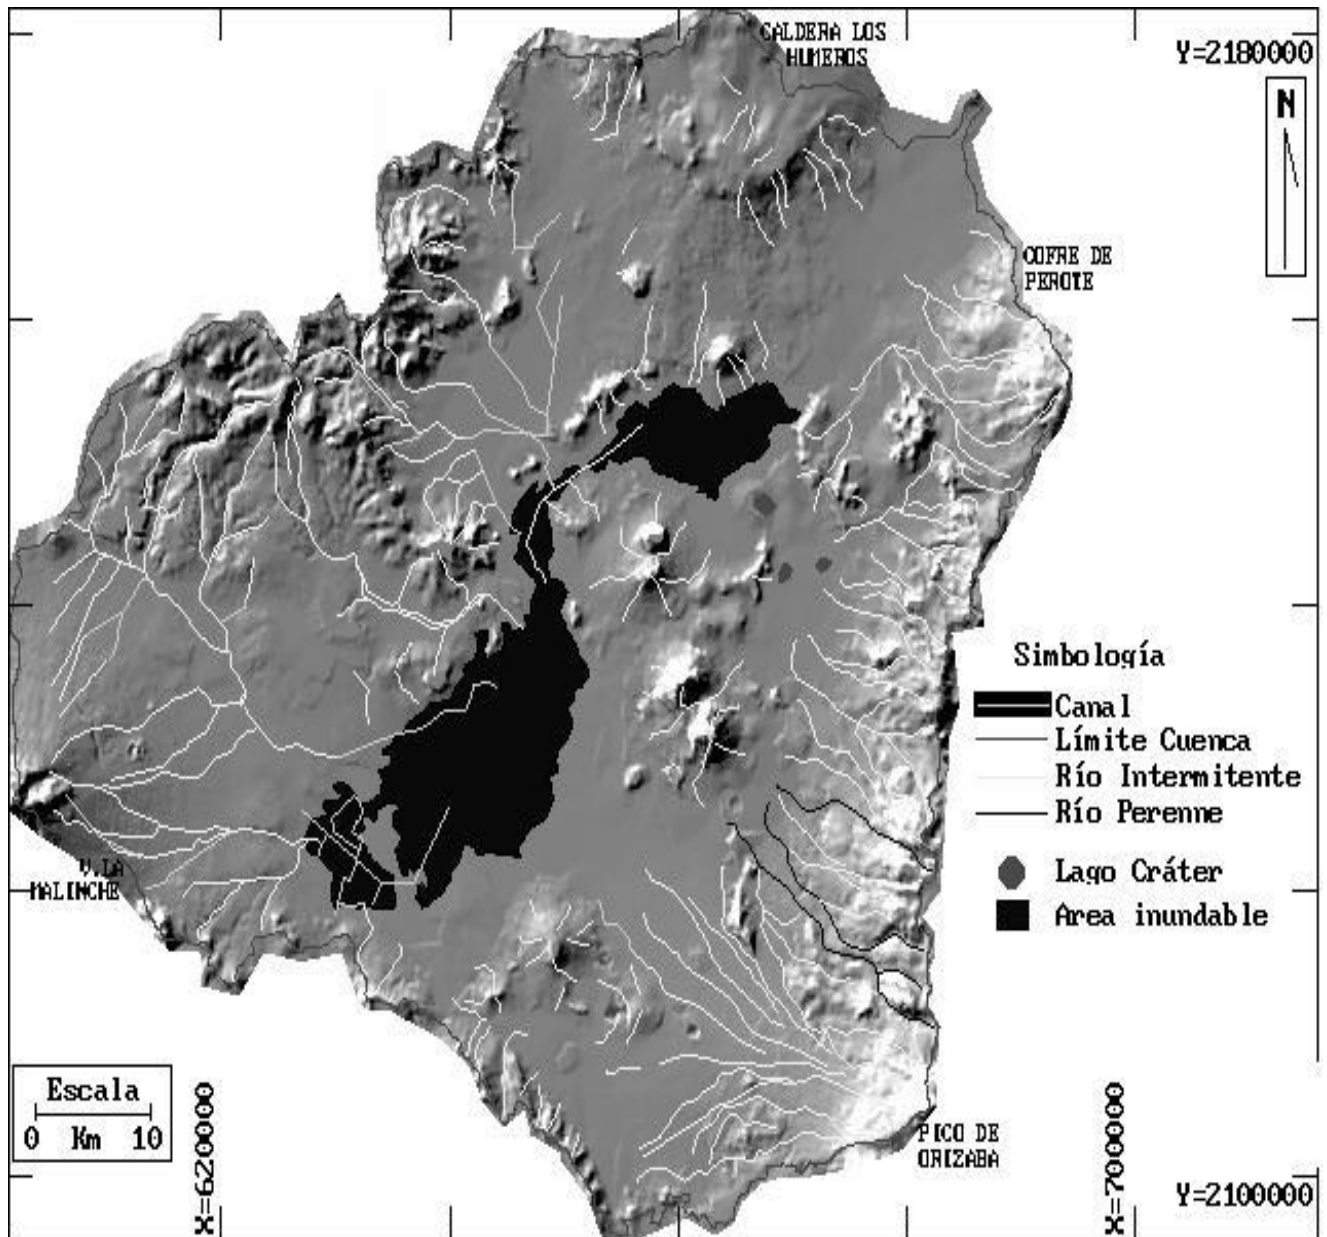 CALDERA LOS
HUMEROS
Y=2180000
N
COFRE DE
PEROTE
Simbología
Canal
Límite Cuenca
Río Intermitente
Río Perenne
Lago Cráter
Area inundable
V.LA
MALINCHE
Escala
0 Km 10
X=620000
X=700000
PICO DE
ORIZABA
Y=2100000